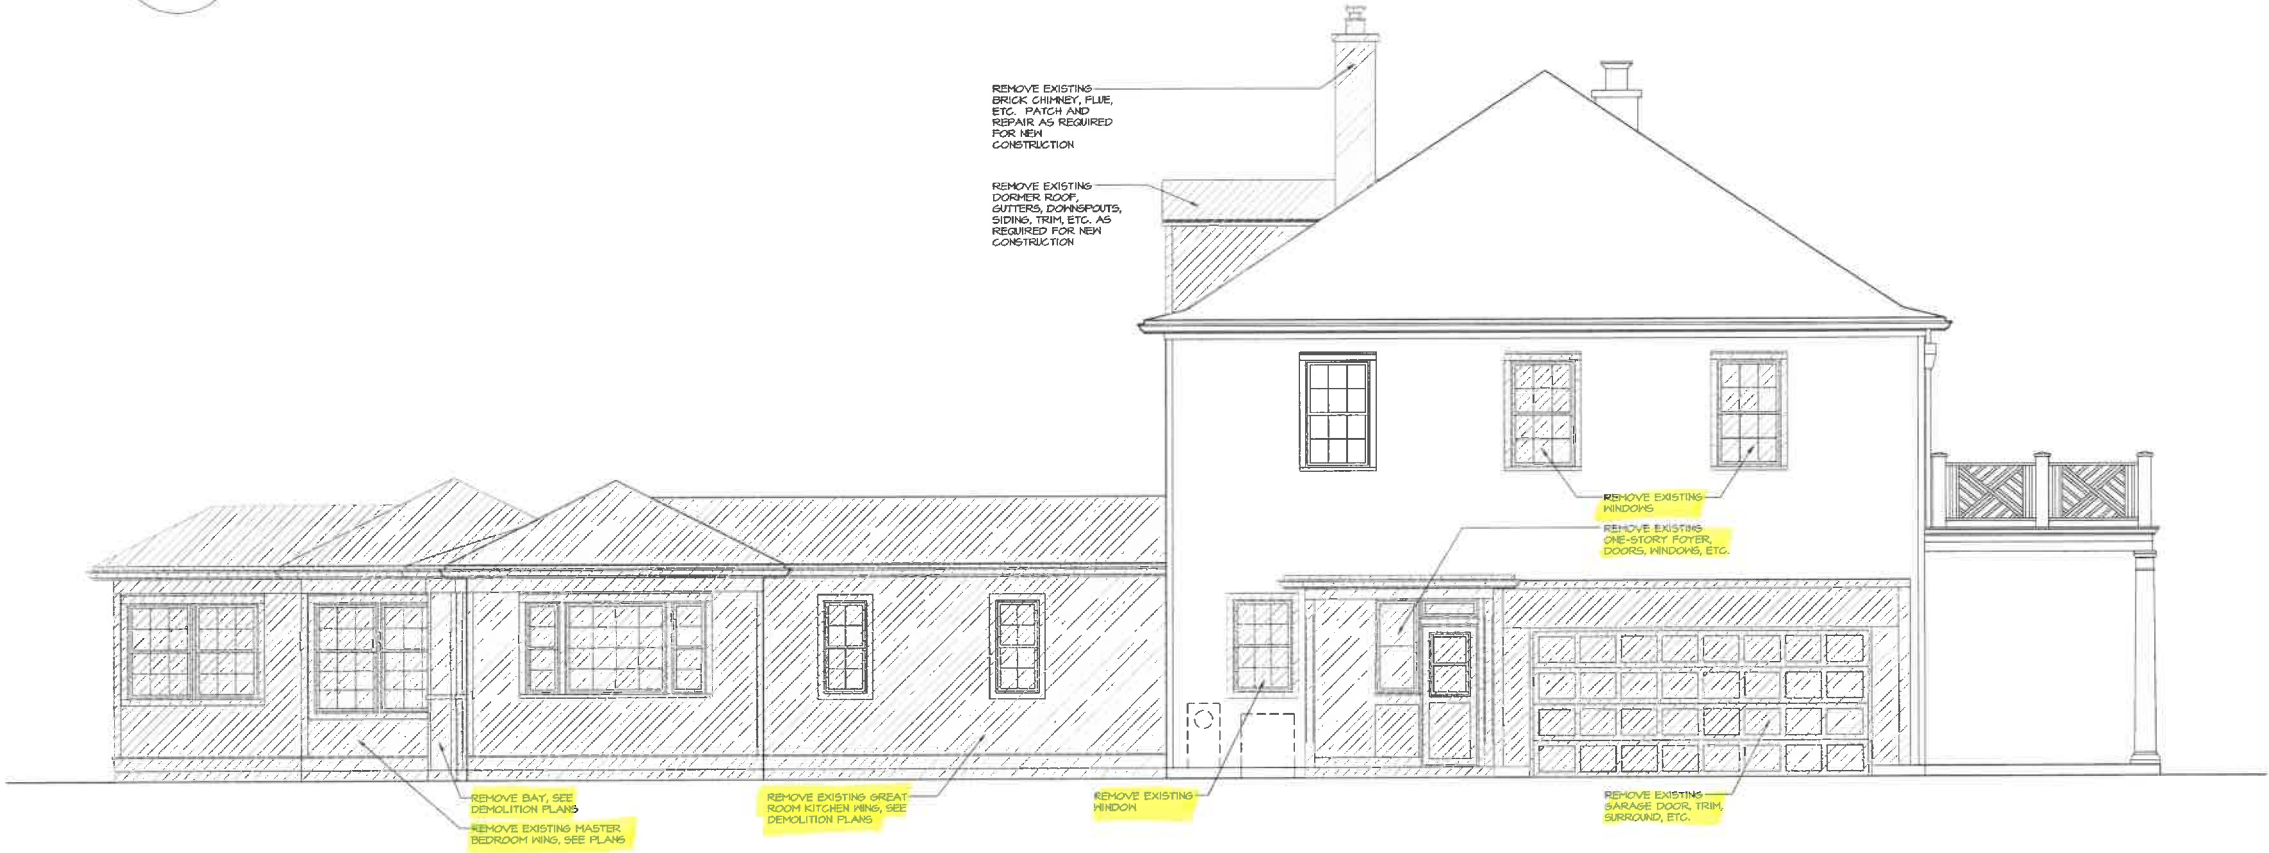 REMOVE EXISTING
BRICK CHIMNEY, FLUE,
ETC. PATCH AND
REPAIR AS REQUIRED
FOR NEW
CONSTRUCTION
REMOVE EXISTING
DORMER ROOF,
GUTTERS, DOWNSPOUTS,
SIDING, TRIM, ETC. AS
REQUIRED FOR NEW
CONSTRUCTION
REMOVE EXISTING
WINDOWS
REMOVE EXISTING
ONE-STORY FOYER,
DOORS, WINDOWS, ETC.
REMOVE BAY, SEE
DEMOLITION PLANS
REMOVE EXISTING MASTER
BEDROOM WING, SEE PLANS
REMOVE EXISTING GREAT
ROOM KITCHEN WING, SEE
DEMOLITION PLANS
REMOVE EXISTING
WINDOW
REMOVE EXISTING
GARAGE DOOR, TRIM,
SURROUND, ETC.